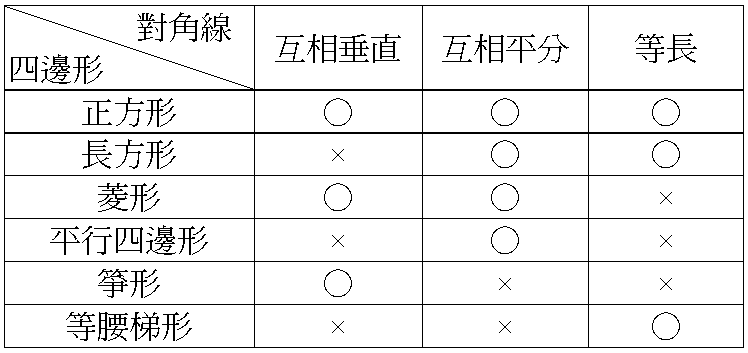 對角線
四邊形
互相垂直 互相平分 等長
正方形 ○ ○ ○
長方形 × ○ ○
菱形 ○ ○ ×
平行四邊形 × ○ ×
箏形 ○ × ×
等腰梯形 × × ○